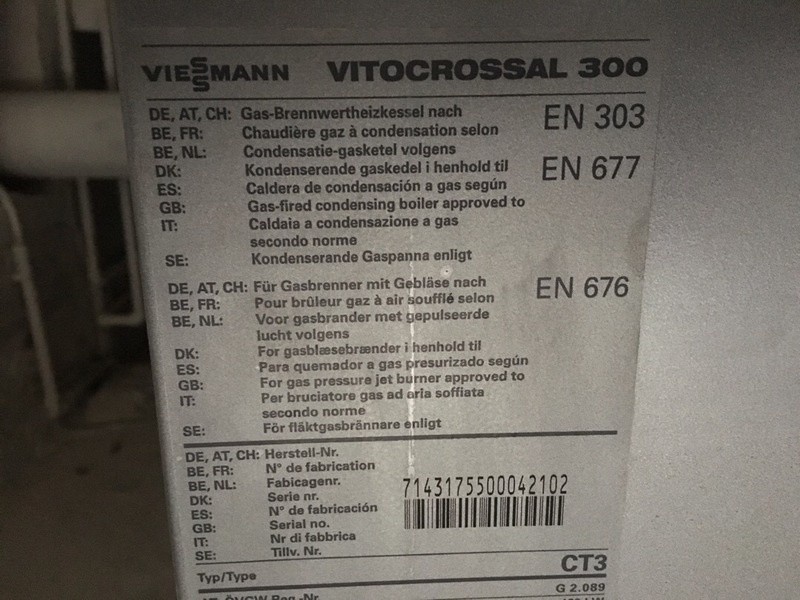 VIESSMANN VITOCROSSAL 300
DE, AT, CH: Gas-Brennwertheizkessel nach EN 303
BE, FR: Chaudière gaz à condensation selon
BE, NL: Condensatie-gasketel volgens
DK: Kondenserende gaskedel i henhold til EN 677
ES: Caldera de condensación a gas según
GB: Gas-fired condensing boiler approved to
IT: Caldaia a condensazione a gas
secondo norme
SE: Kondenserande Gaspanna enligt
DE, AT, CH: Für Gasbrenner mit Gebläse nach EN 676
BE, FR: Pour brûleur gaz à air soufflé selon
BE, NL: Voor gasbrander met gepulseerde
lucht volgens
DK: For gasblæsebrænder i henhold til
ES: Para quemador a gas presurizado según
GB: For gas pressure jet burner approved to
IT: Per bruciatore gas ad aria soffiata
secondo norme
SE: För fläktgasbrännare enligt
DE, AT, CH: Herstell-Nr.
BE, FR: N° de fabrication
BE, NL: Fabicagenr.
DK: Serie nr.
ES: N° de fabricación
GB: Serial no.
IT: Nr di fabbrica
SE: Tillv. Nr.
7143175500042102
Typ/Type CT3
G 2.089